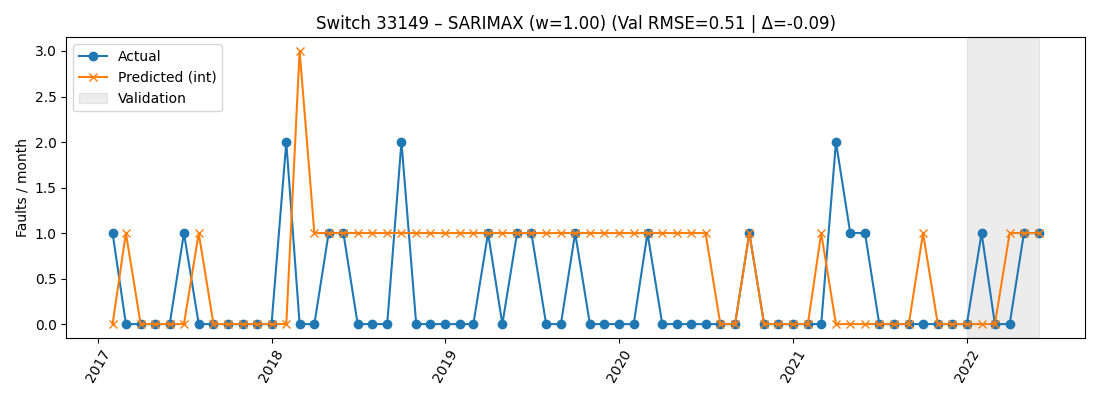 Switch 33149 – SARIMAX (w=1.00) (Val RMSE=0.51 | Δ=-0.09)
Actual
Predicted (int)
Validation
Faults / month
3.0
2.5
2.0
1.5
1.0
0.5
0.0
2017
2018
2019
2020
2021
2022